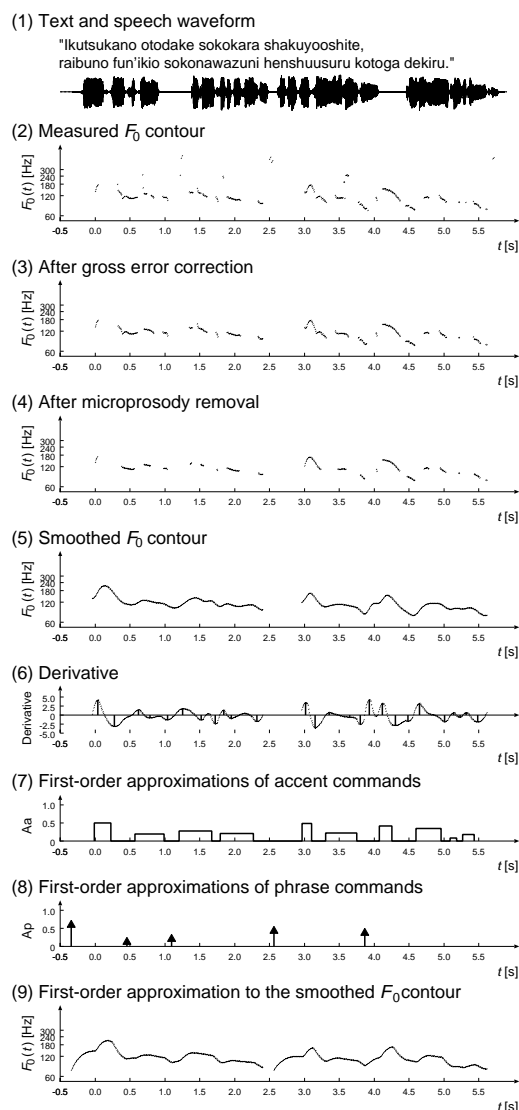 (1) Text and speech waveform
"Ikutsukano otodake sokokara shakuyooshite,
raibuno fun'ikio sokonawazuni henshuusuru kotoga dekiru."
(2) Measured F0 contour
F0(t) [Hz]
300
240
180
120
60
-0.5 0.0 0.5 1.0 1.5 2.0 2.5 3.0 3.5 4.0 4.5 5.0 5.5
t [s]
(3) After gross error correction
F0(t) [Hz]
300
240
180
120
60
-0.5 0.0 0.5 1.0 1.5 2.0 2.5 3.0 3.5 4.0 4.5 5.0 5.5
t [s]
(4) After microprosody removal
F0(t) [Hz]
300
240
180
120
60
-0.5 0.0 0.5 1.0 1.5 2.0 2.5 3.0 3.5 4.0 4.5 5.0 5.5
t [s]
(5) Smoothed F0 contour
F0(t) [Hz]
300
240
180
120
60
-0.5 0.0 0.5 1.0 1.5 2.0 2.5 3.0 3.5 4.0 4.5 5.0 5.5
t [s]
(6) Derivative
Derivative
5.0
2.5
0
-2.5
-5.0
-0.5 0.0 0.5 1.0 1.5 2.0 2.5 3.0 3.5 4.0 4.5 5.0 5.5
t [s]
(7) First-order approximations of accent commands
Aa
1.0
0.5
0
-0.5 0.0 0.5 1.0 1.5 2.0 2.5 3.0 3.5 4.0 4.5 5.0 5.5
t [s]
(8) First-order approximations of phrase commands
Ap
1.0
0.5
0
-0.5 0.0 0.5 1.0 1.5 2.0 2.5 3.0 3.5 4.0 4.5 5.0 5.5
t [s]
(9) First-order approximation to the smoothed F0contour
F0(t) [Hz]
300
240
180
120
60
-0.5 0.0 0.5 1.0 1.5 2.0 2.5 3.0 3.5 4.0 4.5 5.0 5.5
t [s]